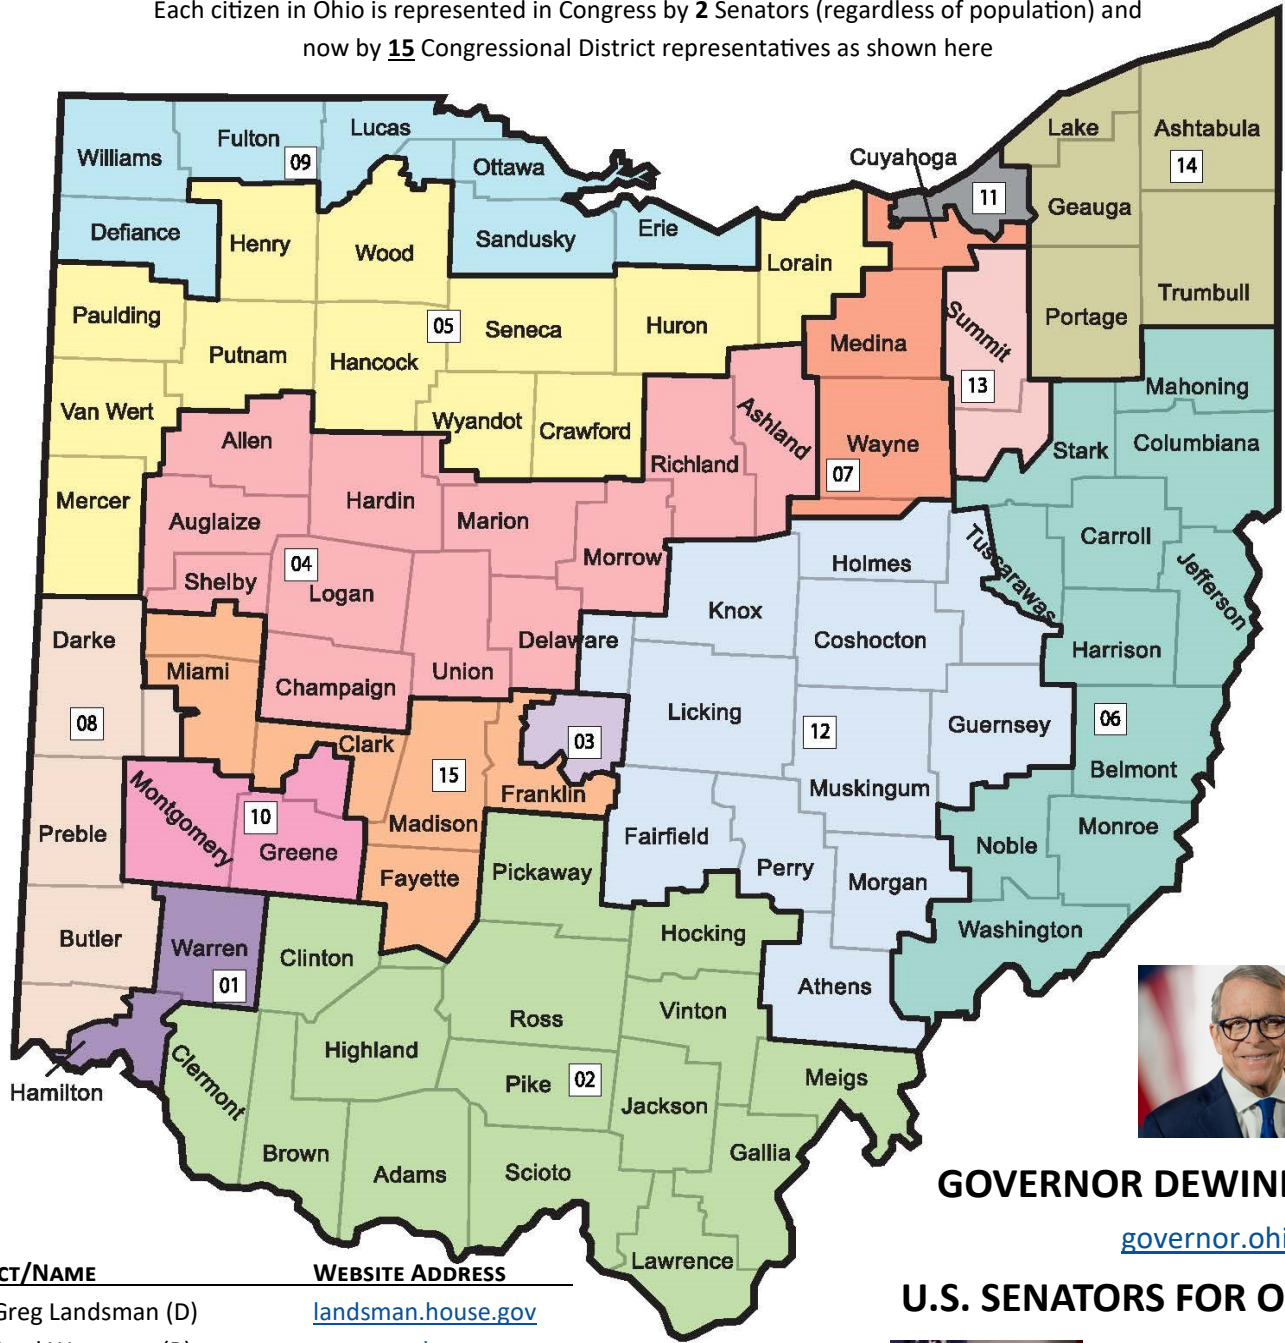 Each citizen in Ohio is represented in Congress by 2 Senators (regardless of population) and
now by 15 Congressional District representatives as shown here
Williams
Fulton
09
Lucas
Ottawa
Cuyahoga
Lake
Ashtabula
14
11
Geauga
Defiance
Henry
Wood
Sandusky
Erie
Lorain
Trumbull
Paulding
Putnam
Hancock
05
Seneca
Huron
Medina
Summit
Portage
13
Mahoning
Van Wert
Allen
Wyandot
Crawford
Ashland
Richland
Wayne
07
Stark
Columbiana
Mercer
Auglaize
Hardin
Marion
Morrow
Holmes
Tuscarawas
Carroll
Jefferson
Shelby
04
Logan
Knox
Coshocton
Harrison
Darke
Miami
Champaign
Union
Delaware
Licking
12
Guernsey
06
08
Clark
15
03
Franklin
Muskingum
Belmont
Montgomery
10
Greene
Madison
Fayette
Pickaway
Fairfield
Perry
Morgan
Noble
Monroe
Preble
Butler
Warren
01
Clinton
Hocking
Athens
Washington
Ross
Vinton
Highland
Pike
02
Jackson
Meigs
Hamilton
Clermont
Brown
Adams
Scioto
Gallia
Lawrence
GOVERNOR DEWIN
governor.ohi
U.S. SENATORS FOR O
CT/NAME WEBSITE ADDRESS
Greg Landsman (D) landsman.house.gov